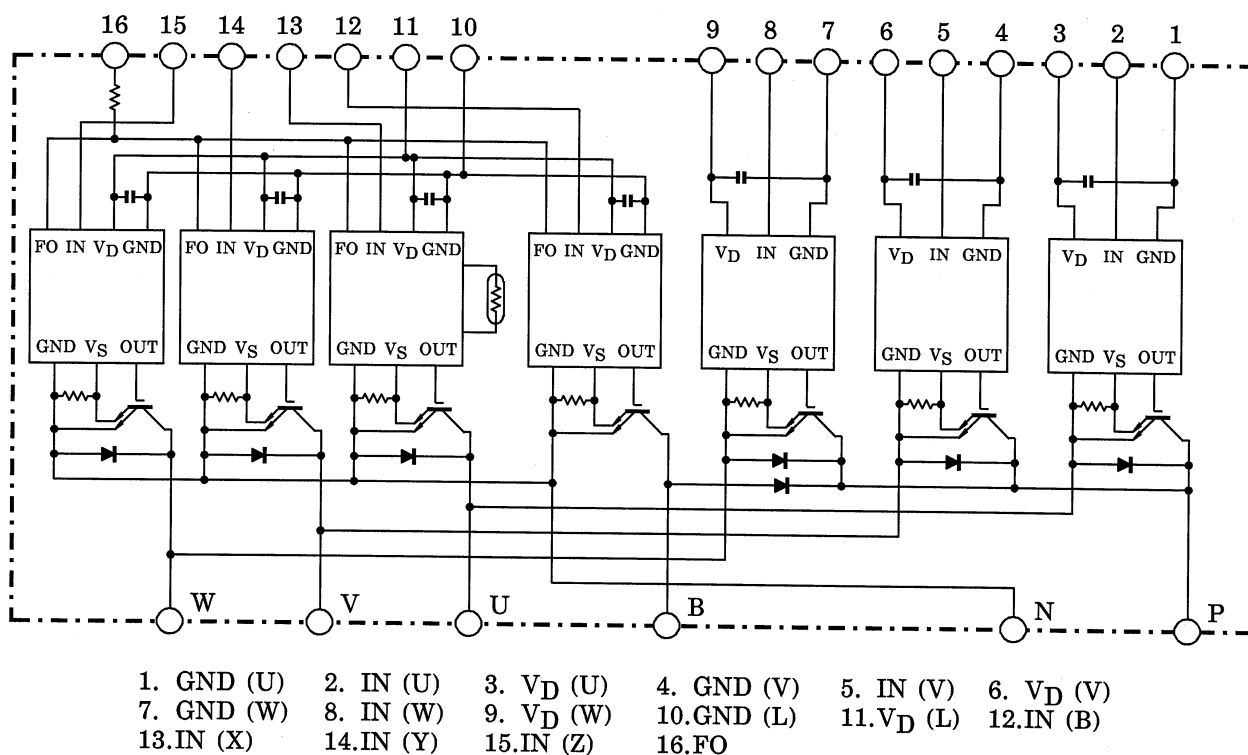 16 15 14 13 12 11 10 9 8 7 6 5 4 3 2 1
FO IN VD GND FO IN VD GND FO IN VD GND FO IN VD GND VD IN GND VD IN GND VD IN GND
GND VS OUT GND VS OUT GND VS OUT GND VS OUT GND VS OUT GND VS OUT GND VS OUT
W V U B N P
1. GND (U) 2. IN (U) 3. VD (U) 4. GND (V) 5. IN (V) 6. VD (V)
7. GND (W) 8. IN (W) 9. VD (W) 10.GND (L) 11.VD (L) 12.IN (B)
13.IN (X) 14.IN (Y) 15.IN (Z) 16.FO